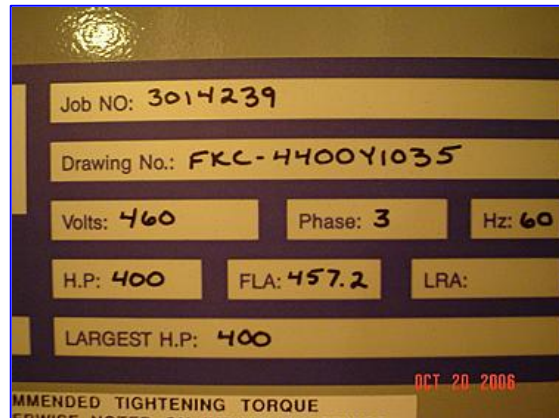 Job NO: 3014239
Drawing No.: FKC-4400Y1035
Volts: 460 Phase: 3 Hz: 60
H.P: 400 FLA: 457.2 LRA:
LARGEST H.P: 400
OCT 20 2006
MMENDED TIGHTENING TORQUE